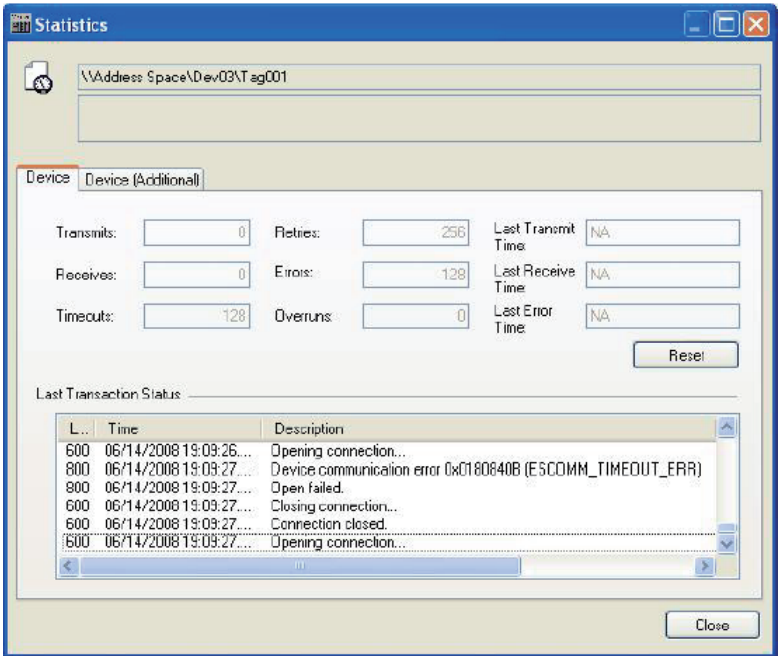 Statistics
\\Address Space\Dev03\Tag001
Device Device (Additional)
Transmits: 0 Retries: 256 Last Transmit Time: NA
Receives: 0 Errors: 128 Last Receive Time: NA
Timeouts: 128 Overruns: 0 Last Error Time: NA
Reset
Last Transaction Status
L... Time Description
600 06/14/2008 19:09:26.... Opening connection...
800 06/14/2008 19:09:27.... Device communication error 0x0180840B (ESCOMM_TIMEOUT_ERR)
800 06/14/2008 19:09:27.... Open failed.
600 06/14/2008 19:09:27.... Closing connection...
600 06/14/2008 19:09:27.... Connection closed.
600 06/14/2008 19:09:27.... Opening connection...
Close